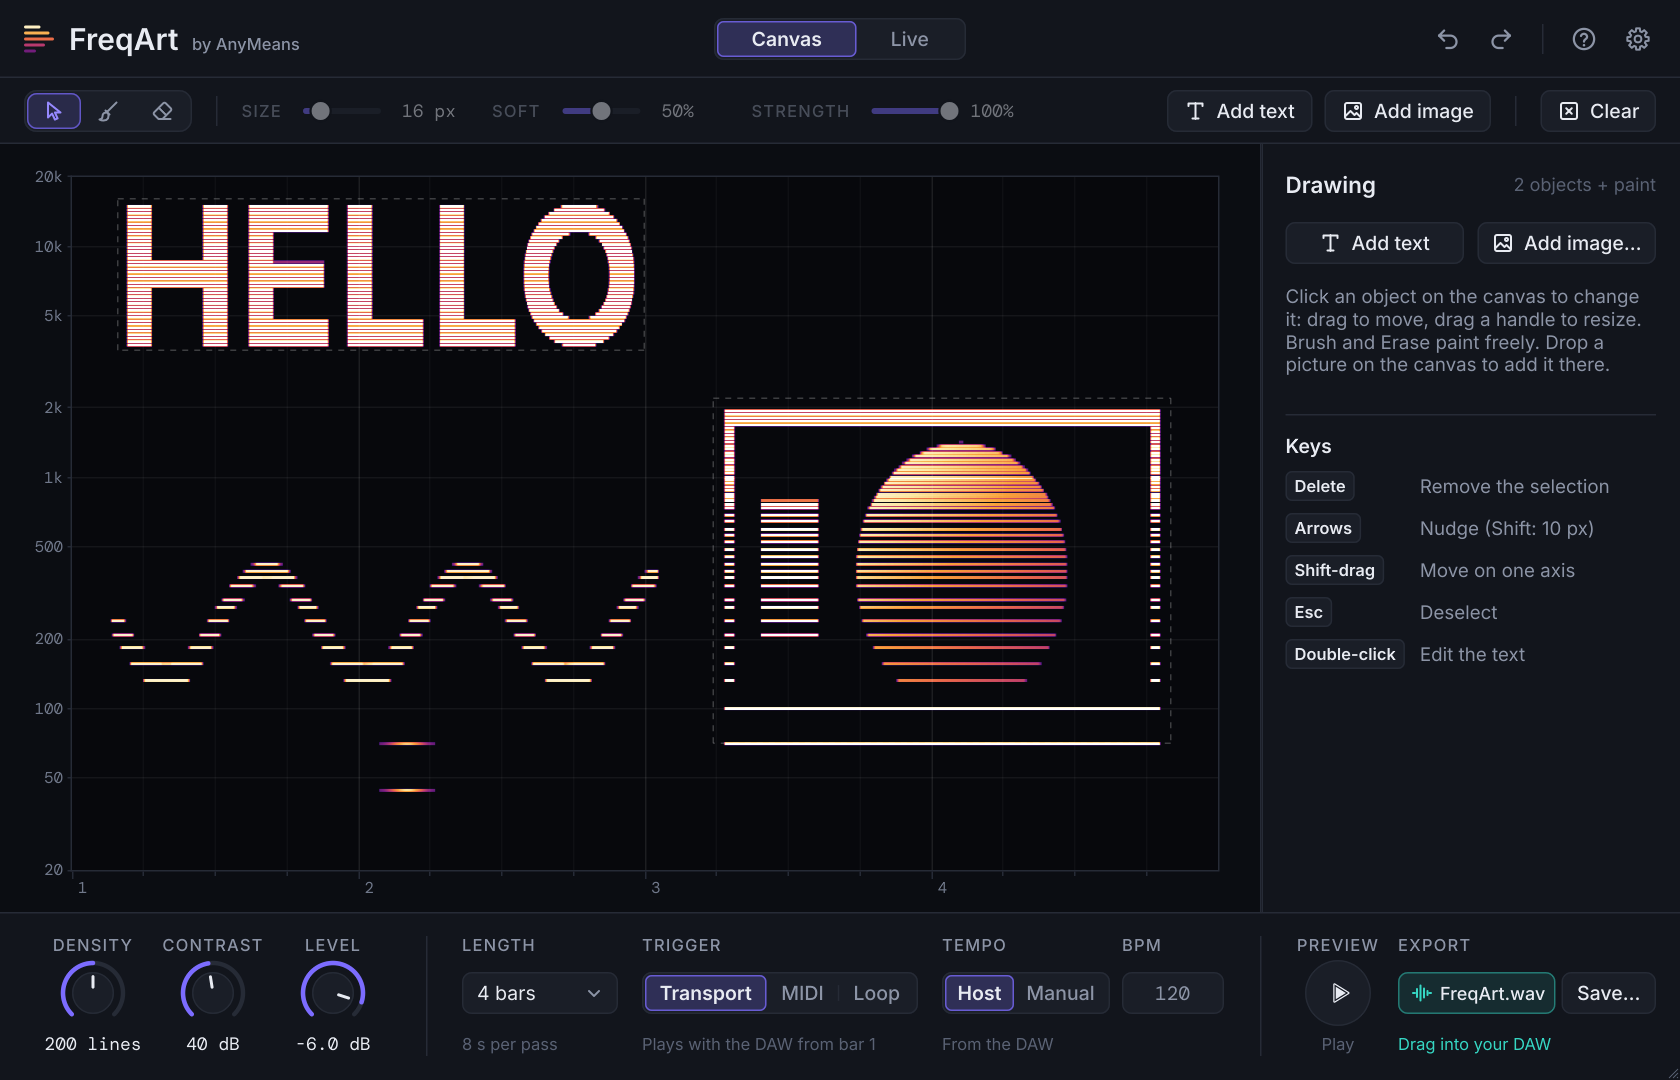 FreqArt by AnyMeans
Canvas Live
SIZE 16 px SOFT 50% STRENGTH 100% Add text Add image Clear
20k
10k
5k
2k
1k
500
200
100
50
20
1 2 3 4
HELLO
Drawing 2 objects + paint
Add text Add image...
Click an object on the canvas to change
it: drag to move, drag a handle to resize.
Brush and Erase paint freely. Drop a
picture on the canvas to add it there.
Keys
Delete Remove the selection
Arrows Nudge (Shift: 10 px)
Shift-drag Move on one axis
Esc Deselect
Double-click Edit the text
DENSITY CONTRAST LEVEL LENGTH TRIGGER TEMPO BPM PREVIEW EXPORT
4 bars Transport MIDI Loop Host Manual 120 FreqArt.wav Save...
200 lines 40 dB -6.0 dB 8 s per pass Plays with the DAW from bar 1 From the DAW Play Drag into your DAW